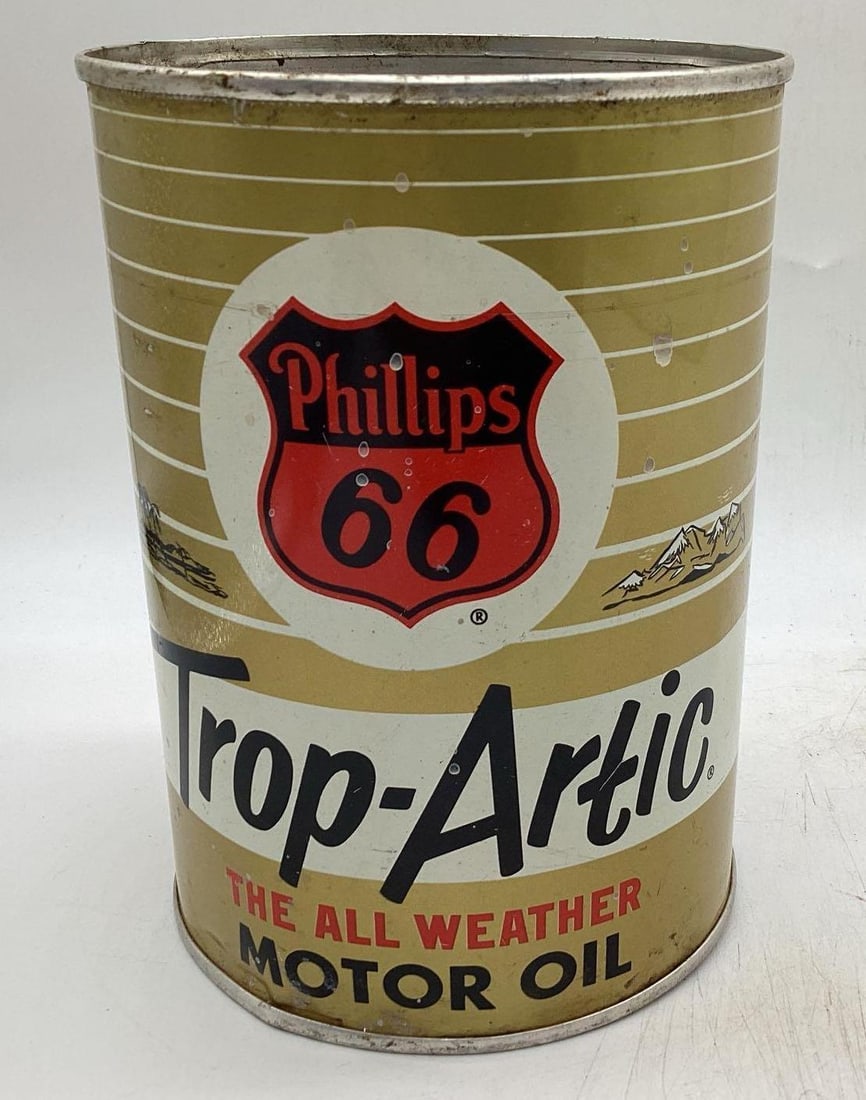 Phillips
66
®
Trop-Artic®
THE ALL WEATHER
MOTOR OIL